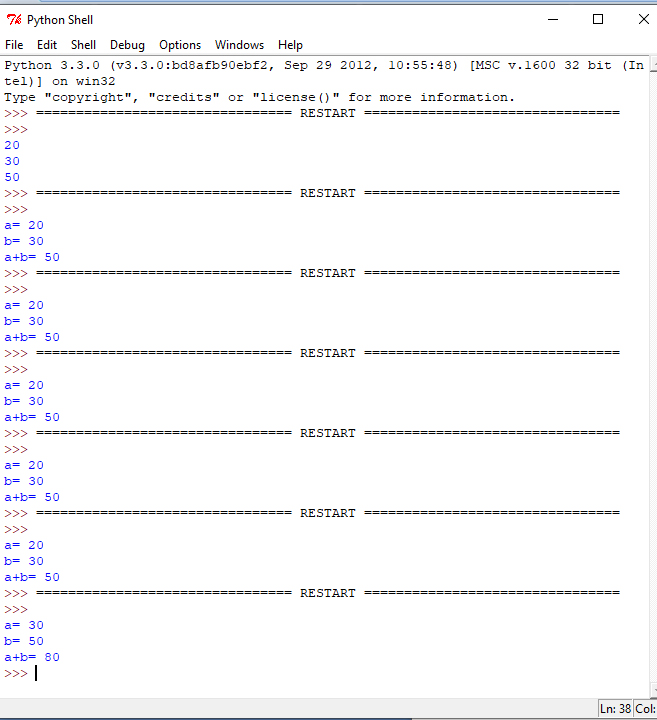 Python Shell
File Edit Shell Debug Options Windows Help
Python 3.3.0 (v3.3.0:bd8afb90ebf2, Sep 29 2012, 10:55:48) [MSC v.1600 32 bit (In
tel)] on win32
Type "copyright", "credits" or "license()" for more information.
>>> ================================ RESTART ================================
>>>
20
30
50
>>> ================================ RESTART ================================
>>>
a= 20
b= 30
a+b= 50
>>> ================================ RESTART ================================
>>>
a= 20
b= 30
a+b= 50
>>> ================================ RESTART ================================
>>>
a= 20
b= 30
a+b= 50
>>> ================================ RESTART ================================
>>>
a= 20
b= 30
a+b= 50
>>> ================================ RESTART ================================
>>>
a= 20
b= 30
a+b= 50
>>> ================================ RESTART ================================
>>>
a= 30
b= 50
a+b= 80
>>>
Ln: 38 Col: